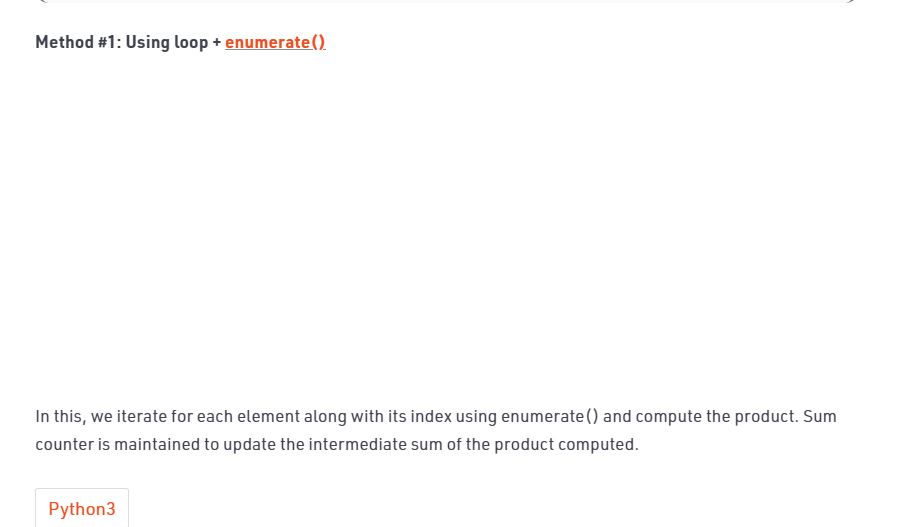 Method #1: Using loop + enumerate()
In this, we iterate for each element along with its index using enumerate() and compute the product. Sum
counter is maintained to update the intermediate sum of the product computed.
Python3